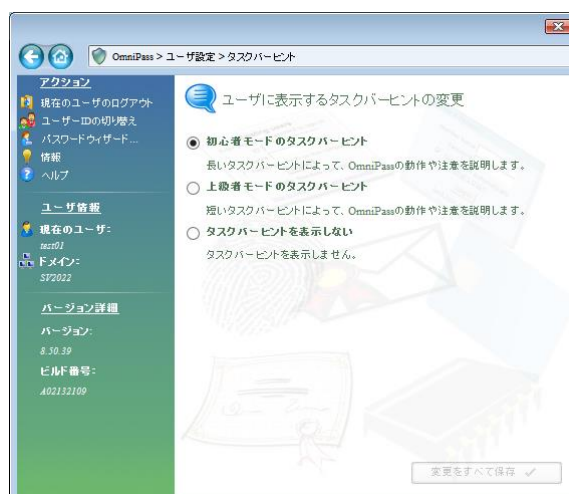 OmniPass > ユーザ設定 > タスクバーヒント
アクション
現在のユーザのログアウト
ユーザーIDの切り替え
パスワードウィザード...
情報
ヘルプ
ユーザ情報
現在のユーザ:
test01
ドメイン:
SV2022
バージョン詳細
バージョン:
8.50.39
ビルド番号:
A02132109
ユーザに表示するタスクバーヒントの変更
初心者モードのタスクバーヒント
長いタスクバーヒントによって、OmniPassの動作や注意を説明します。
上級者モードのタスクバーヒント
短いタスクバーヒントによって、OmniPassの動作や注意を説明します。
タスクバーヒントを表示しない
タスクバーヒントを表示しません。
変更をすべて保存